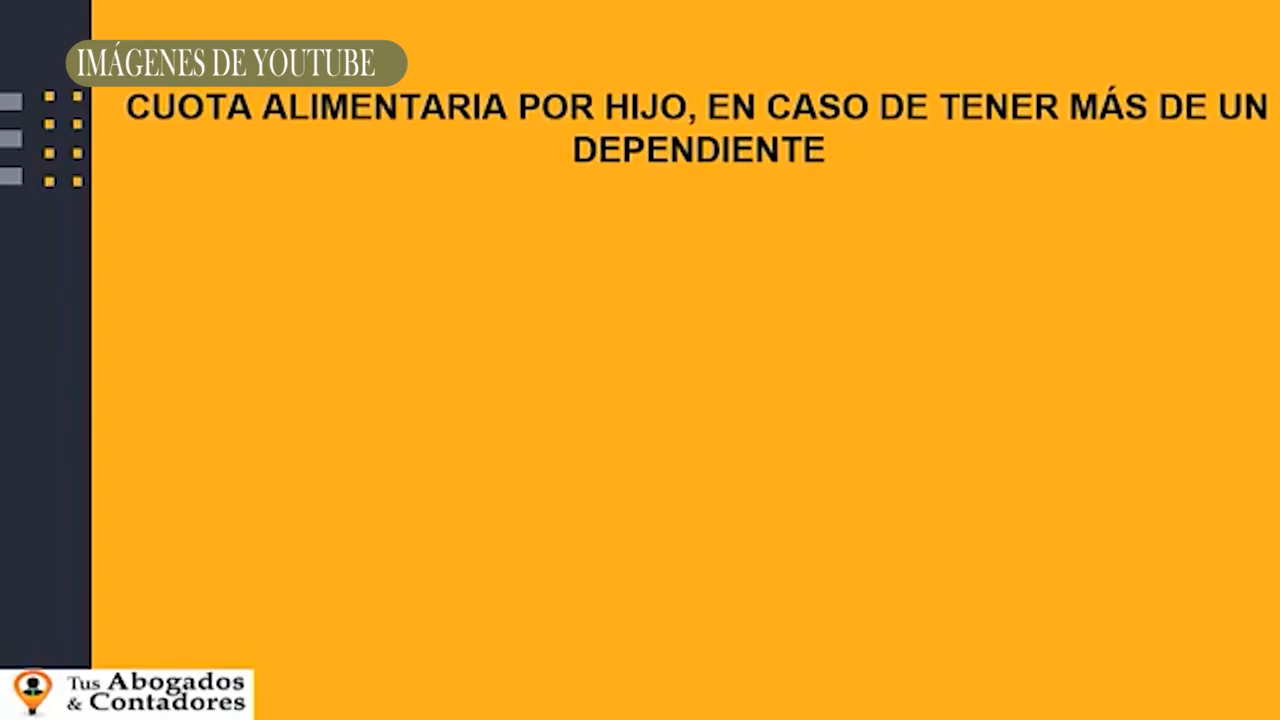 IMÁGENES DE YOUTUBE
CUOTA ALIMENTARIA POR HIJO, EN CASO DE TENER MÁS DE UN
DEPENDIENTE
Tus Abogados
& Contadores